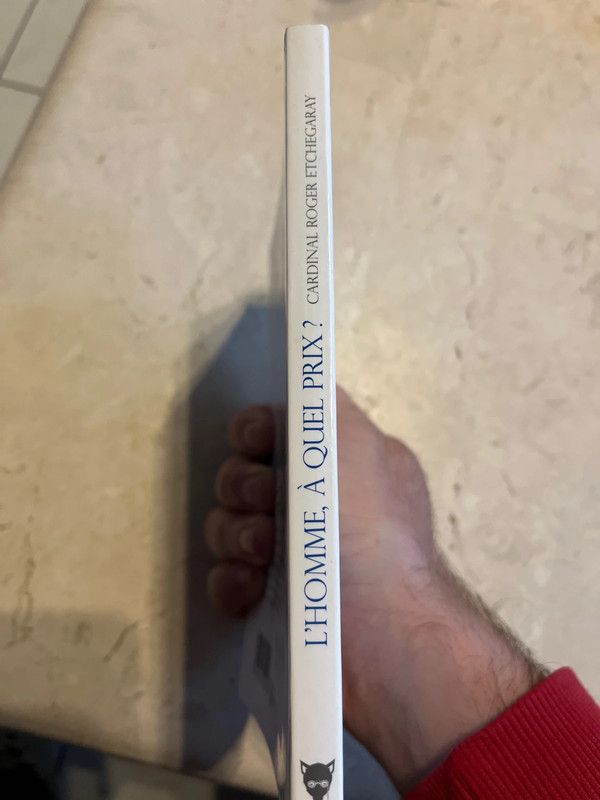 L'HOMME, À QUEL PRIX ? CARDINAL ROGER ETCHEGARAY